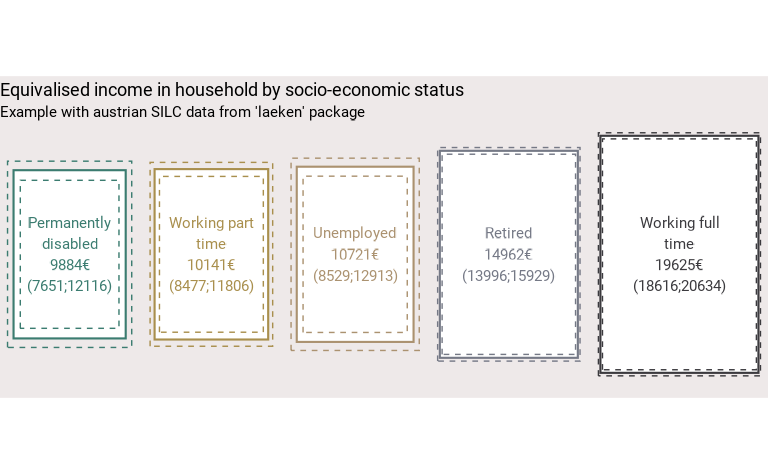 Equivalised income in household by socio-economic status
Example with austrian SILC data from 'laeken' package
Permanently
disabled
9884€
(7651;12116)
Working part
time
10141€
(8477;11806)
Unemployed
10721€
(8529;12913)
Retired
14962€
(13996;15929)
Working full
time
19625€
(18616;20634)